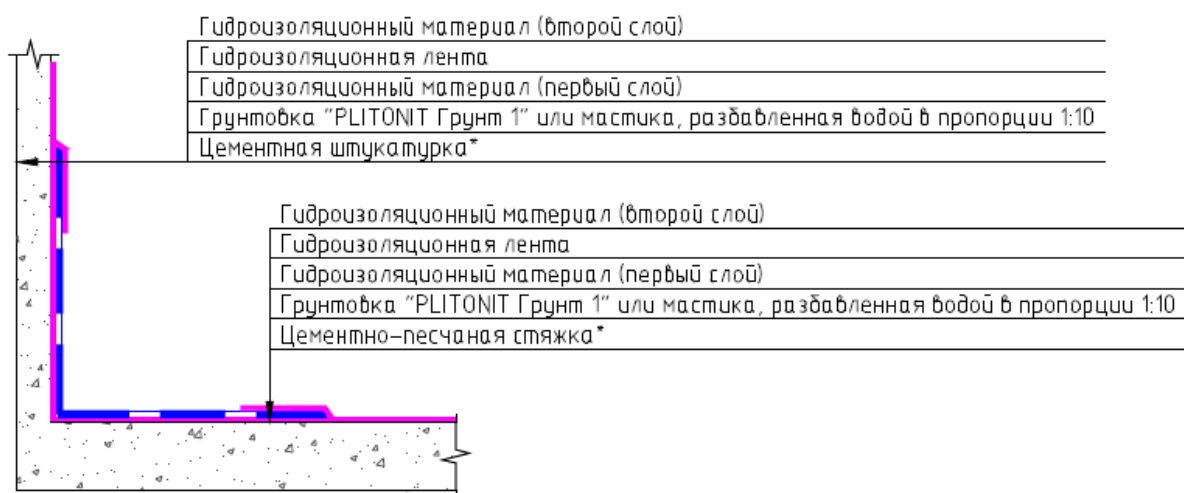 Гидроизоляционный материал (второй слой)
Гидроизоляционная лента
Гидроизоляционный материал (первый слой)
Грунтовка "PLITONIT Грунт 1" или мастика, разбавленная водой в пропорции 1:10
Цементная штукатурка*
Гидроизоляционный материал (второй слой)
Гидроизоляционная лента
Гидроизоляционный материал (первый слой)
Грунтовка "PLITONIT Грунт 1" или мастика, разбавленная водой в пропорции 1:10
Цементно-песчаная стяжка*